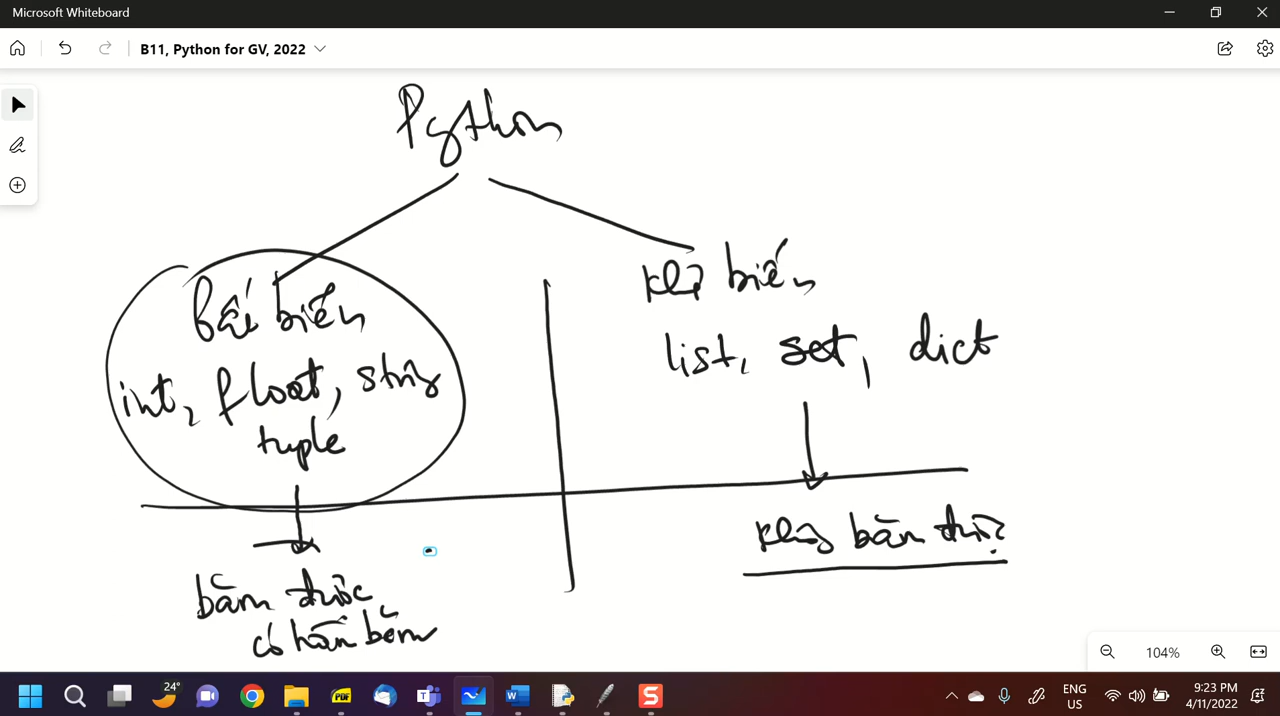 Microsoft Whiteboard
B11, Python for GV, 2022
Python
Bất biến
int, float, string
tuple
khả biến
list, set, dict
băm được
có hàm băm
không băm được
104%
24°
ENG
US
9:23 PM
4/11/2022